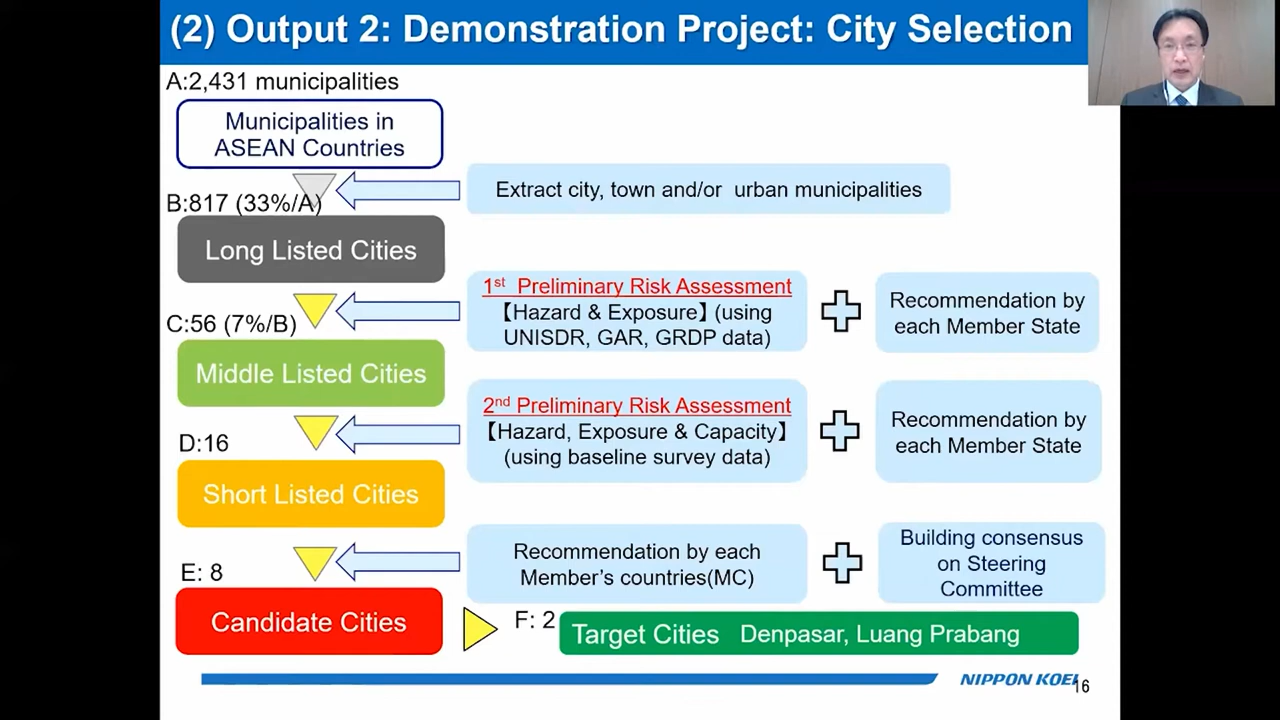 (2) Output 2: Demonstration Project: City Selection
A:2,431 municipalities
Municipalities in
ASEAN Countries
Extract city, town and/or urban municipalities
B:817 (33%/A)
Long Listed Cities
1st Preliminary Risk Assessment
【Hazard & Exposure】(using
UNISDR, GAR, GRDP data)
Recommendation by
each Member State
C:56 (7%/B)
Middle Listed Cities
2nd Preliminary Risk Assessment
【Hazard, Exposure & Capacity】
(using baseline survey data)
Recommendation by
each Member State
D:16
Short Listed Cities
Recommendation by each
Member's countries(MC)
Building consensus
on Steering
Committee
E: 8
Candidate Cities
F: 2
Target Cities Denpasar, Luang Prabang
NIPPON KOEI
16